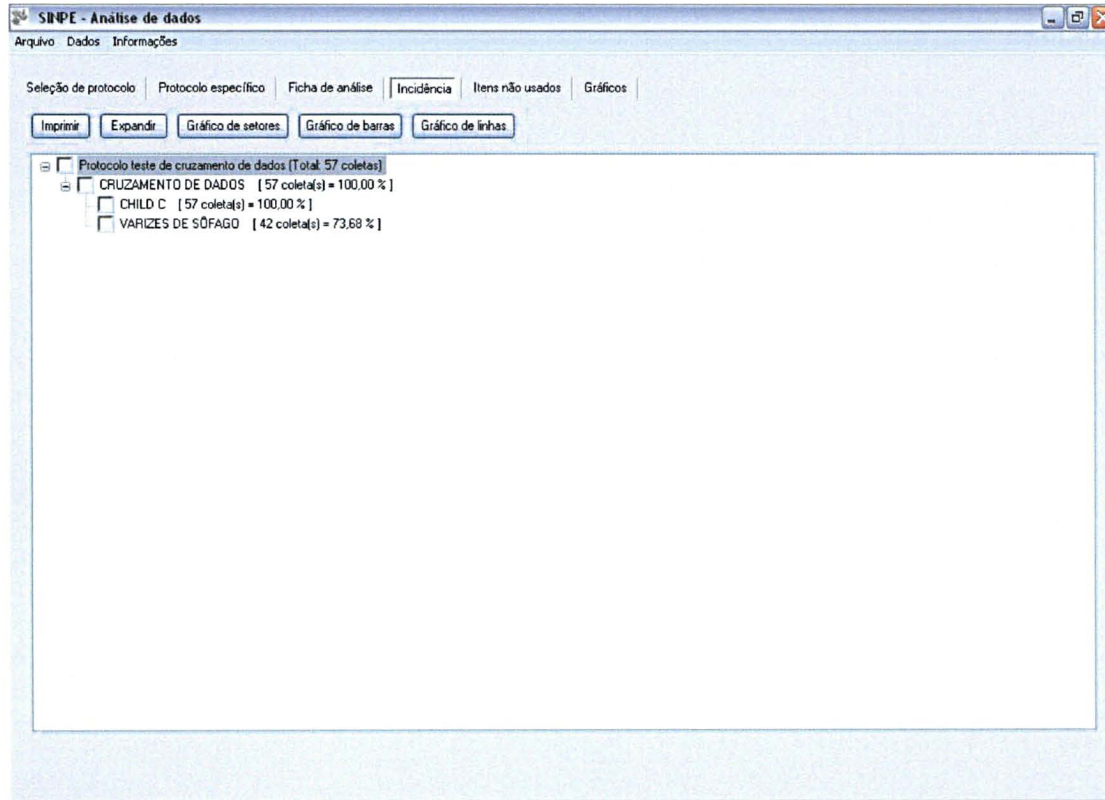 SINPE - Análise de dados
Arquivo Dados Informações
Seleção de protocolo Protocolo específico Ficha de análise Incidência Itens não usados Gráficos
Imprimir Expandir Gráfico de setores Gráfico de barras Gráfico de linhas
Protocolo teste de cruzamento de dados [Total: 57 coletas]
CRUZAMENTO DE DADOS [ 57 coleta(s) = 100,00 % ]
CHILD C [ 57 coleta(s) = 100,00 % ]
VARIZES DE SÔFAGO [ 42 coleta(s) = 73,68 % ]